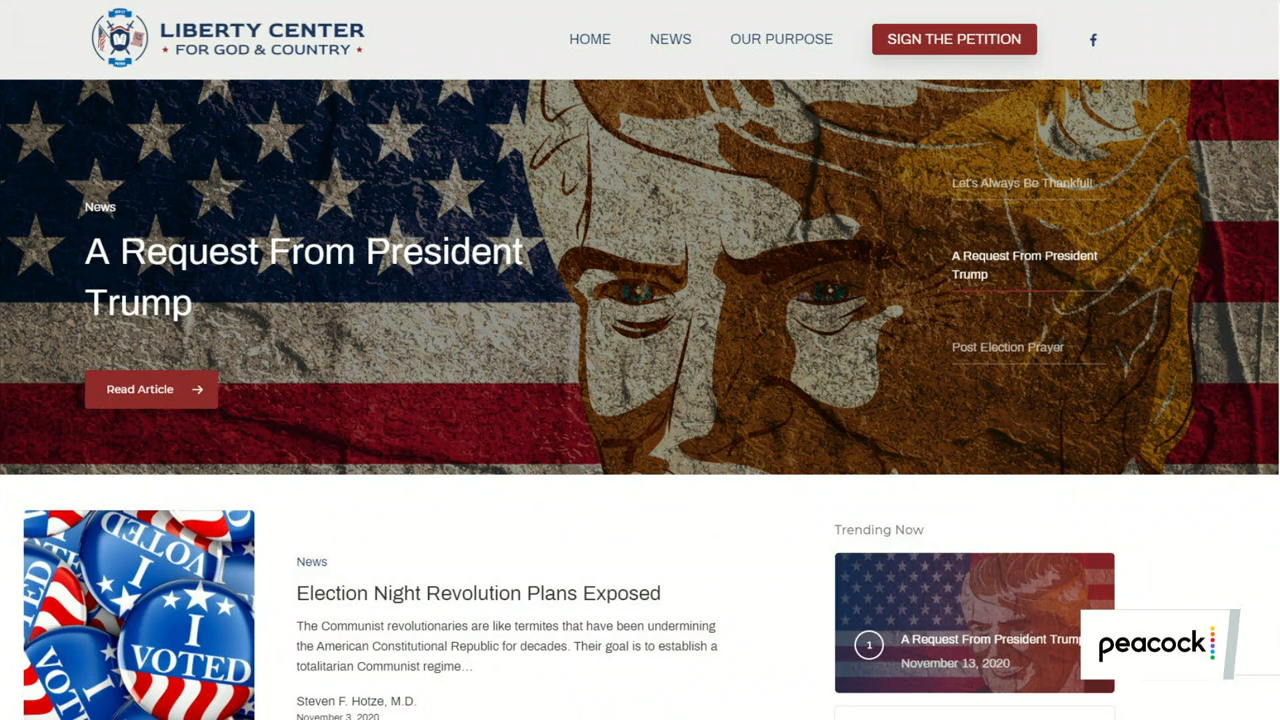 LIBERTY CENTER
★ FOR GOD & COUNTRY ★
HOME
NEWS
OUR PURPOSE
SIGN THE PETITION
f
News
A Request From President
Trump
Read Article →
Let's Always Be Thankful!
A Request From President
Trump
Post Election Prayer
I VOTED
I VOTED
News
Election Night Revolution Plans Exposed
The Communist revolutionaries are like termites that have been undermining
the American Constitutional Republic for decades. Their goal is to establish a
totalitarian Communist regime…
Steven F. Hotze, M.D.
November 3, 2020
Trending Now
1
A Request From President Trump
November 13, 2020
peacock